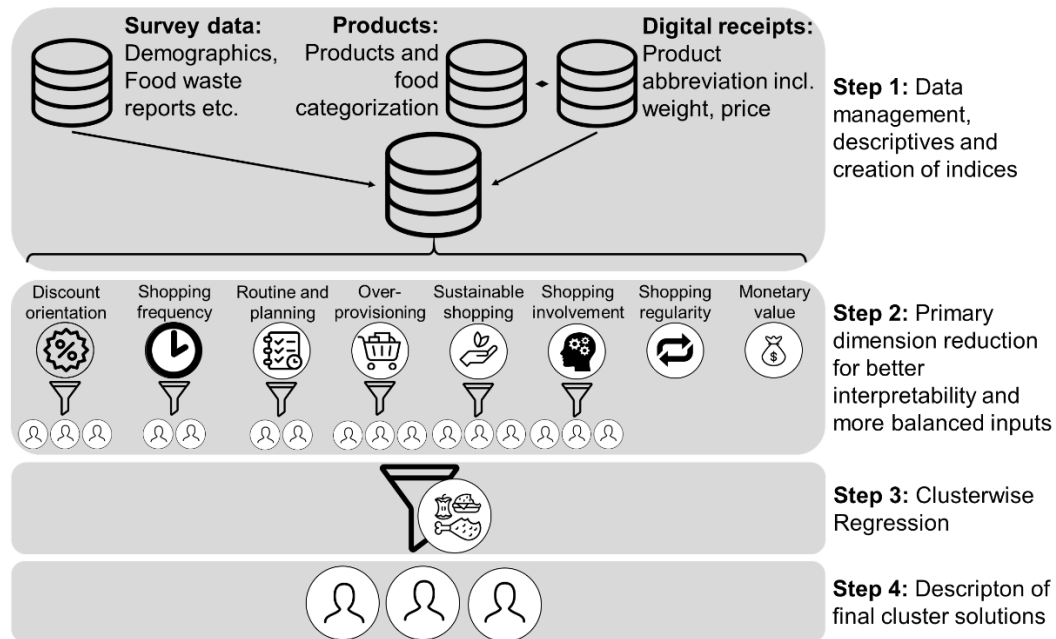 Survey data:
Demographics,
Food waste
reports etc.
Products:
Products and
food
categorization
Digital receipts:
Product
abbreviation incl.
weight, price
Step 1: Data
management,
descriptives and
creation of indices
Discount
orientation
Shopping
frequency
Routine and
planning
Over-
provisioning
Sustainable
shopping
Shopping
involvement
Shopping
regularity
Monetary
value
%
$
Step 2: Primary
dimension reduction
for better
interpretability and
more balanced inputs
Step 3: Clusterwise
Regression
Step 4: Descripton of
final cluster solutions